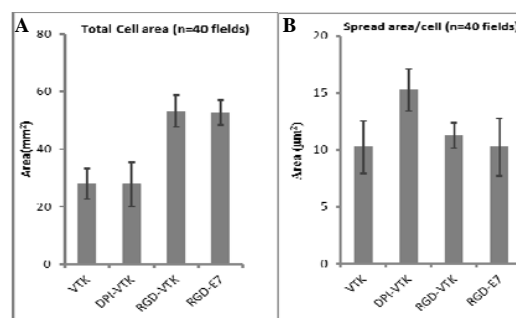 A
Total Cell area (n=40 fields)
Area(mm²)
80
60
40
20
0
VTK
DPI-VTK
RGD-VTK
RGD-E7
B
Spread area/cell (n=40 fields)
Area (µm²)
20
15
10
5
0
VTK
DPI-VTK
RGD-VTK
RGD-E7